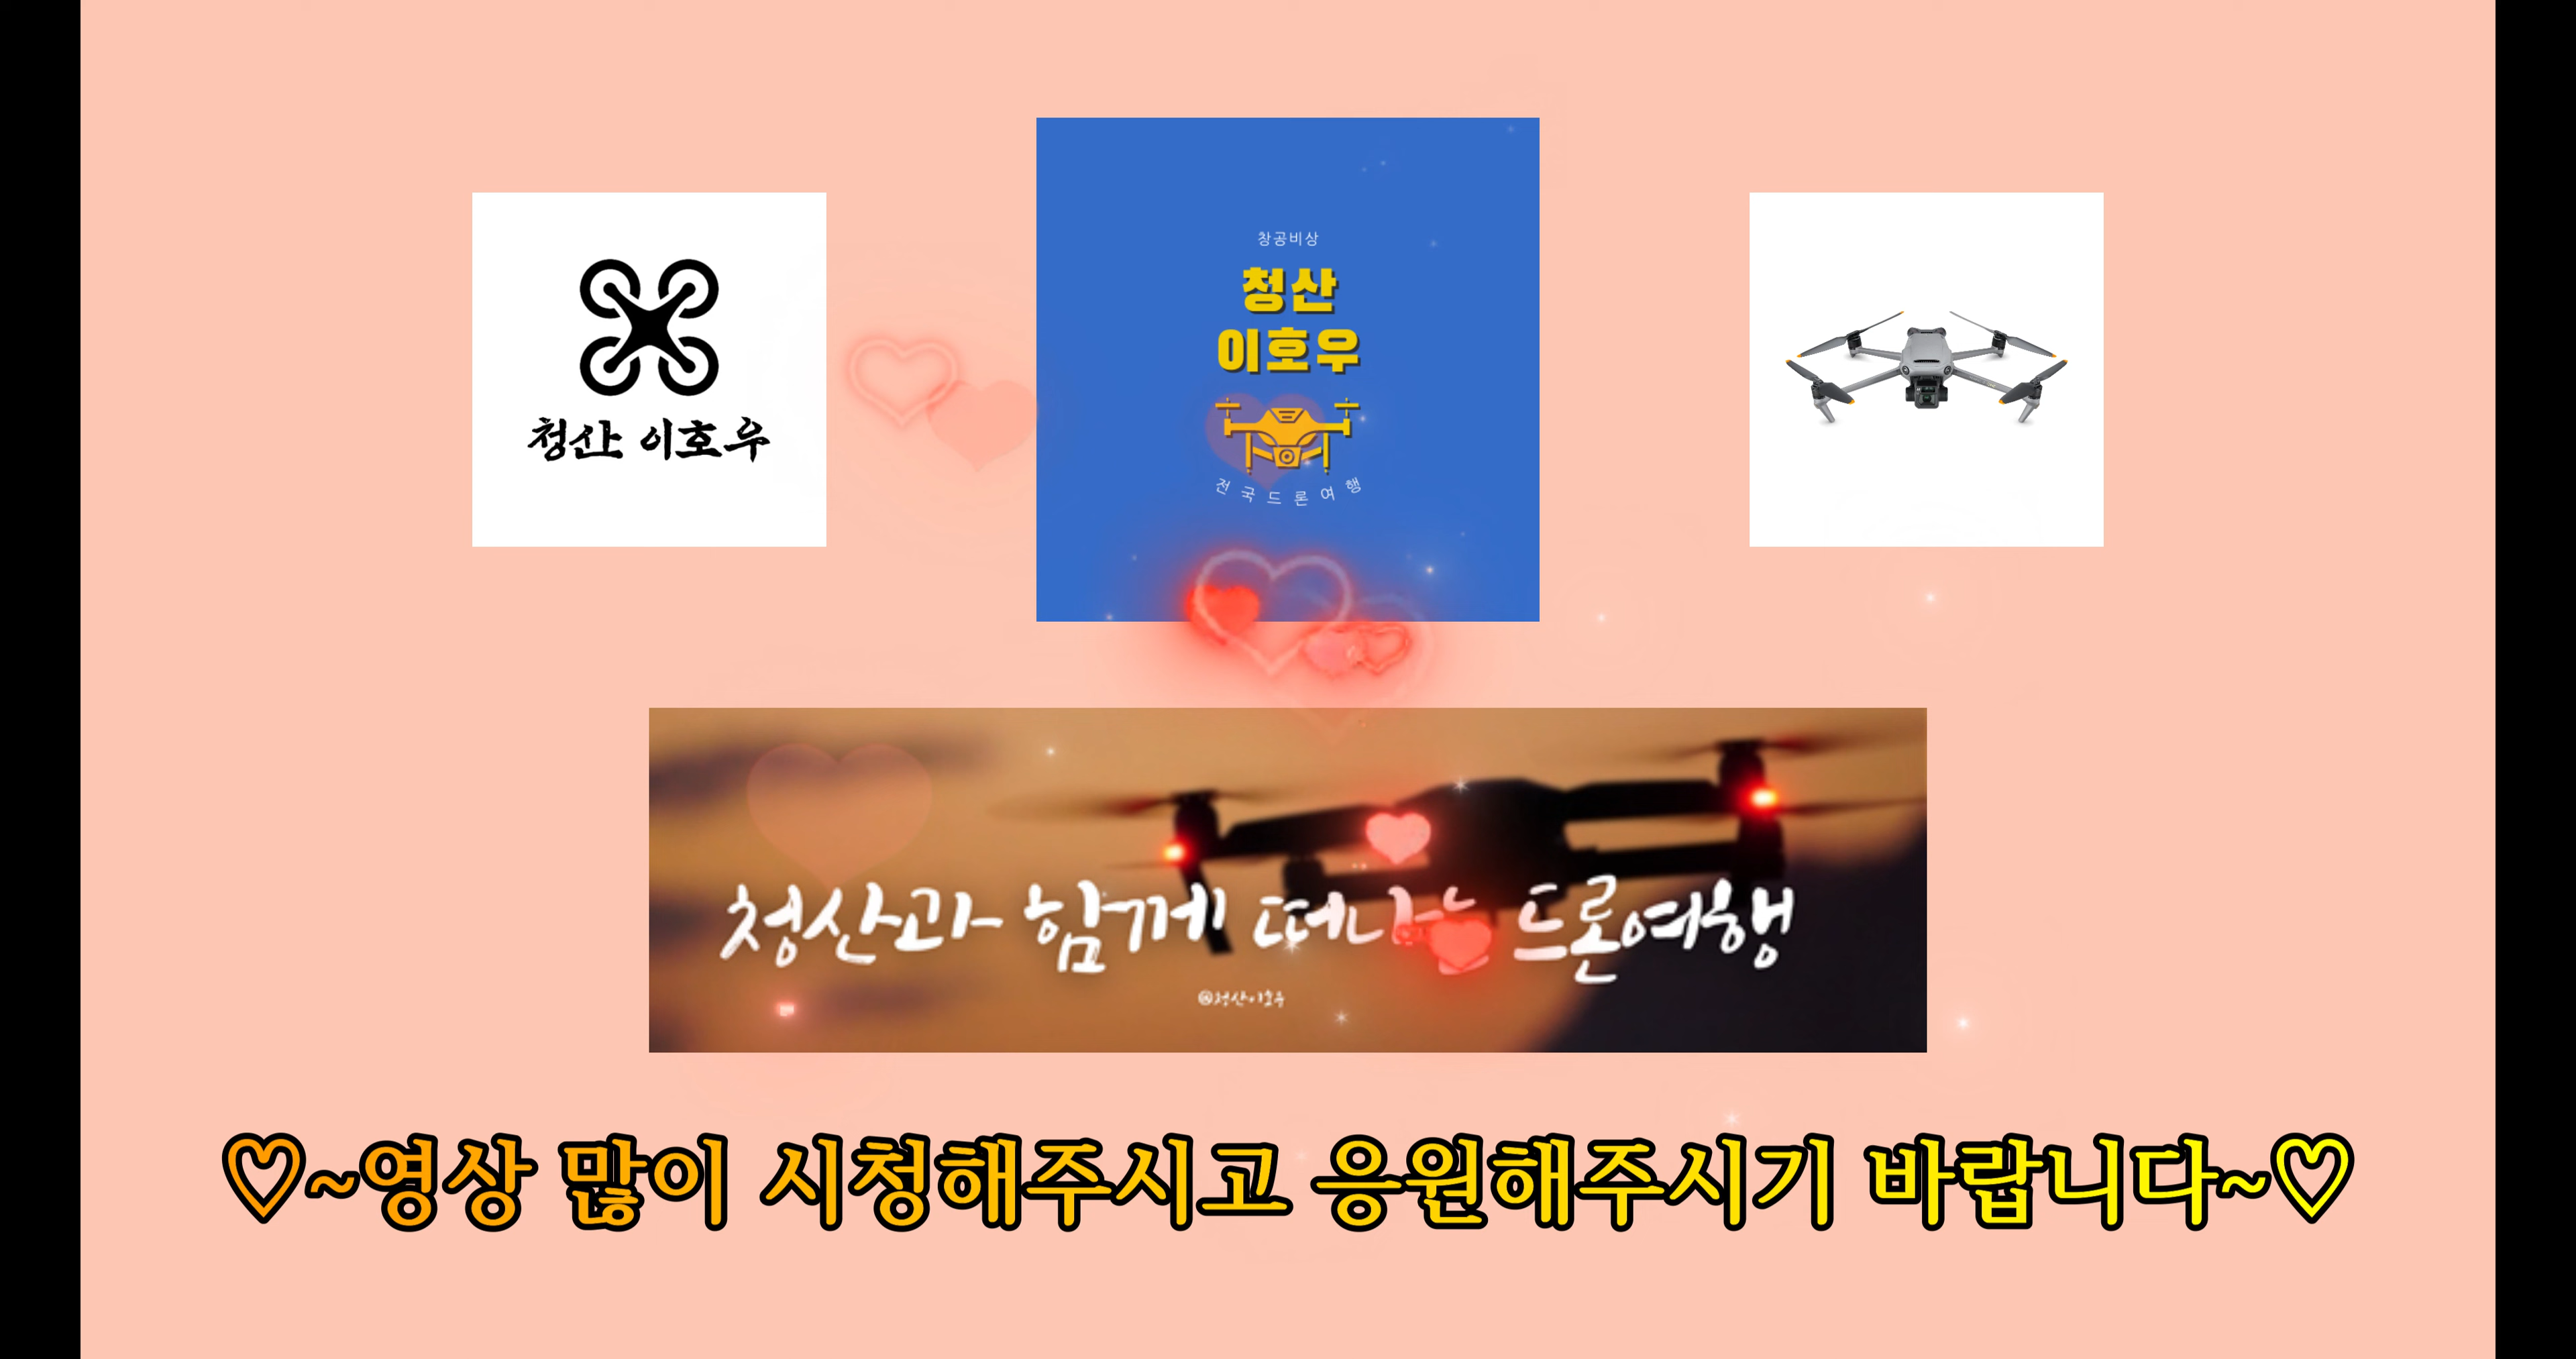 청산 이호우
창공비상
청산
이호우
전국드론여행
청산과 함께 떠나는 드론여행
@청산이호우
♡~영상 많이 시청해주시고 응원해주시기 바랍니다~♡